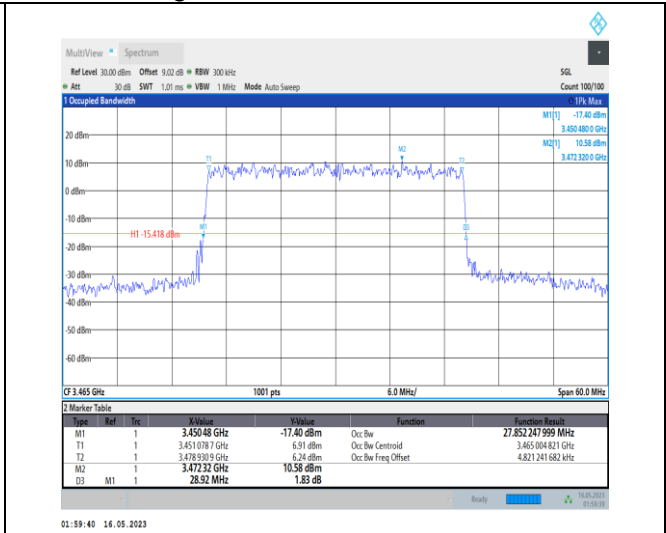 MultiView Spectrum
Ref Level 30.00 dBm Offset 9.02 dB RBW 300 kHz SGL
Att 30 dB SWT 1.01 ms VBW 1 MHz Mode Auto Sweep Count 100/100
1 Occupied Bandwidth 1Pk Max
M1[1] -17.40 dBm
3.450 480 0 GHz
M2[1] 10.58 dBm
3.472 320 0 GHz
20 dBm
M2
T1 T2
10 dBm
0 dBm
-10 dBm
M1 D3
H1 -15.418 dBm
-20 dBm
-30 dBm
-40 dBm
-50 dBm
-60 dBm
CF 3.465 GHz 1001 pts 6.0 MHz/ Span 60.0 MHz
2 Marker Table
Type Ref Trc X-Value Y-Value Function Function Result
M1 1 3.450 48 GHz -17.40 dBm Occ Bw 27.852 247 999 MHz
T1 1 3.451 078 7 GHz 6.91 dBm Occ Bw Centroid 3.465 004 821 GHz
T2 1 3.478 930 9 GHz 6.24 dBm Occ Bw Freq Offset 4.821 241 682 kHz
M2 1 3.472 32 GHz 10.58 dBm
D3 M1 1 28.92 MHz 1.83 dB
Ready 16.05.2023
01:59:39
01:59:40 16.05.2023